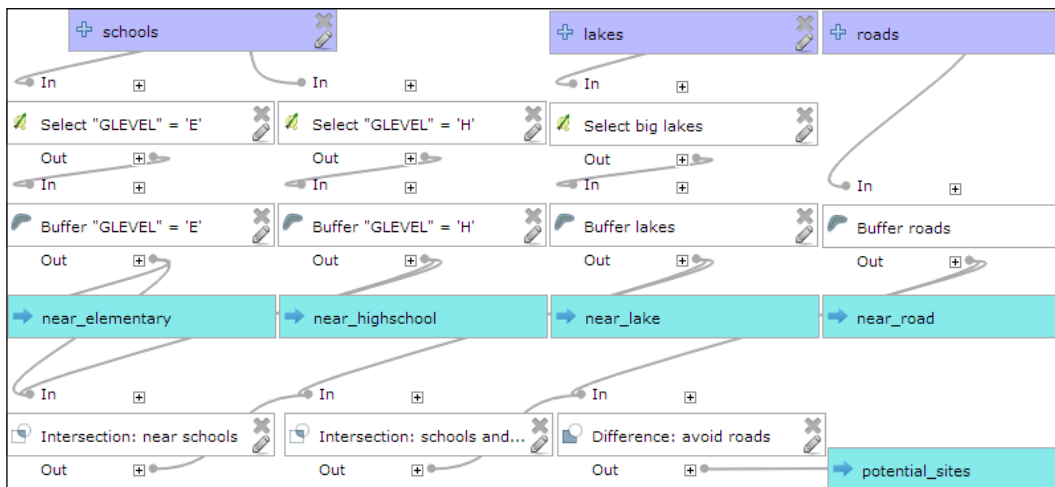 schools
lakes
roads
In
In
In
Select "GLEVEL" = 'E'
Select "GLEVEL" = 'H'
Select big lakes
Out
Out
Out
In
In
In
In
Buffer "GLEVEL" = 'E'
Buffer "GLEVEL" = 'H'
Buffer lakes
Buffer roads
Out
Out
Out
Out
near_elementary
near_highschool
near_lake
near_road
In
In
In
Intersection: near schools
Intersection: schools and...
Difference: avoid roads
Out
Out
Out
potential_sites